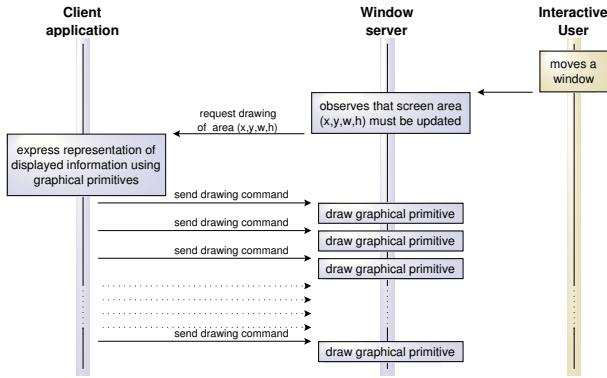 Client
application
Window
server
Interactive
User
moves a
window
observes that screen area
(x,y,w,h) must be updated
request drawing
of area (x,y,w,h)
express representation of
displayed information using
graphical primitives
send drawing command
draw graphical primitive
send drawing command
draw graphical primitive
send drawing command
draw graphical primitive
send drawing command
draw graphical primitive